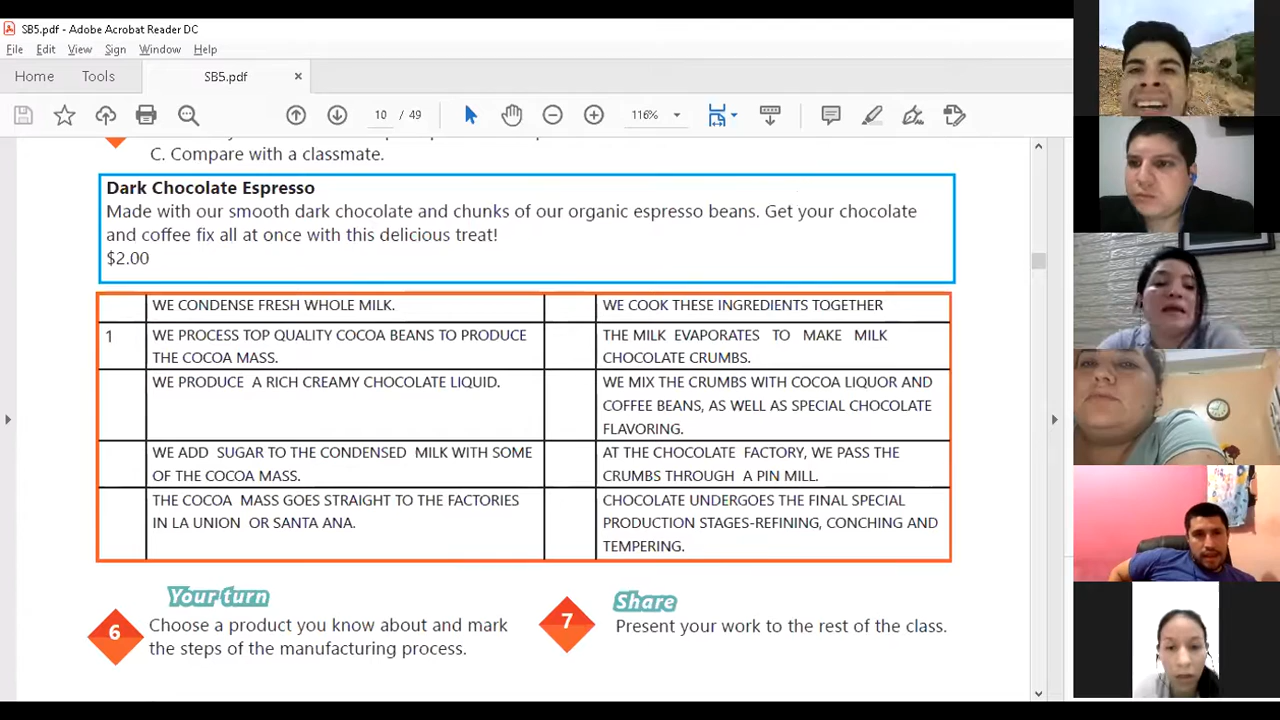 SB5.pdf - Adobe Acrobat Reader DC
File Edit View Sign Window Help
Home Tools SB5.pdf ×
10 / 49 116%
C. Compare with a classmate.
Dark Chocolate Espresso
Made with our smooth dark chocolate and chunks of our organic espresso beans. Get your chocolate
and coffee fix all at once with this delicious treat!
$2.00
WE CONDENSE FRESH WHOLE MILK.
WE COOK THESE INGREDIENTS TOGETHER
1
WE PROCESS TOP QUALITY COCOA BEANS TO PRODUCE
THE COCOA MASS.
THE MILK EVAPORATES TO MAKE MILK
CHOCOLATE CRUMBS.
WE PRODUCE A RICH CREAMY CHOCOLATE LIQUID.
WE MIX THE CRUMBS WITH COCOA LIQUOR AND
COFFEE BEANS, AS WELL AS SPECIAL CHOCOLATE
FLAVORING.
WE ADD SUGAR TO THE CONDENSED MILK WITH SOME
OF THE COCOA MASS.
AT THE CHOCOLATE FACTORY, WE PASS THE
CRUMBS THROUGH A PIN MILL.
THE COCOA MASS GOES STRAIGHT TO THE FACTORIES
IN LA UNION OR SANTA ANA.
CHOCOLATE UNDERGOES THE FINAL SPECIAL
PRODUCTION STAGES-REFINING, CONCHING AND
TEMPERING.
Your turn
6
Choose a product you know about and mark
the steps of the manufacturing process.
Share
7
Present your work to the rest of the class.